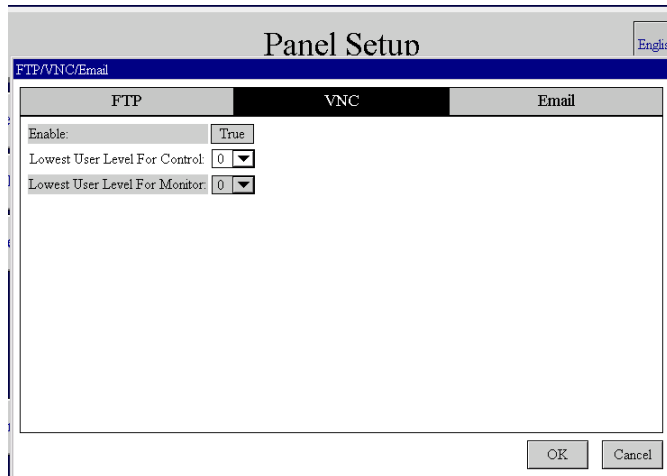 Panel Setup
FTP/VNC/Email
FTP VNC Email
Enable: True
Lowest User Level For Control: 0
Lowest User Level For Monitor: 0
OK Cancel